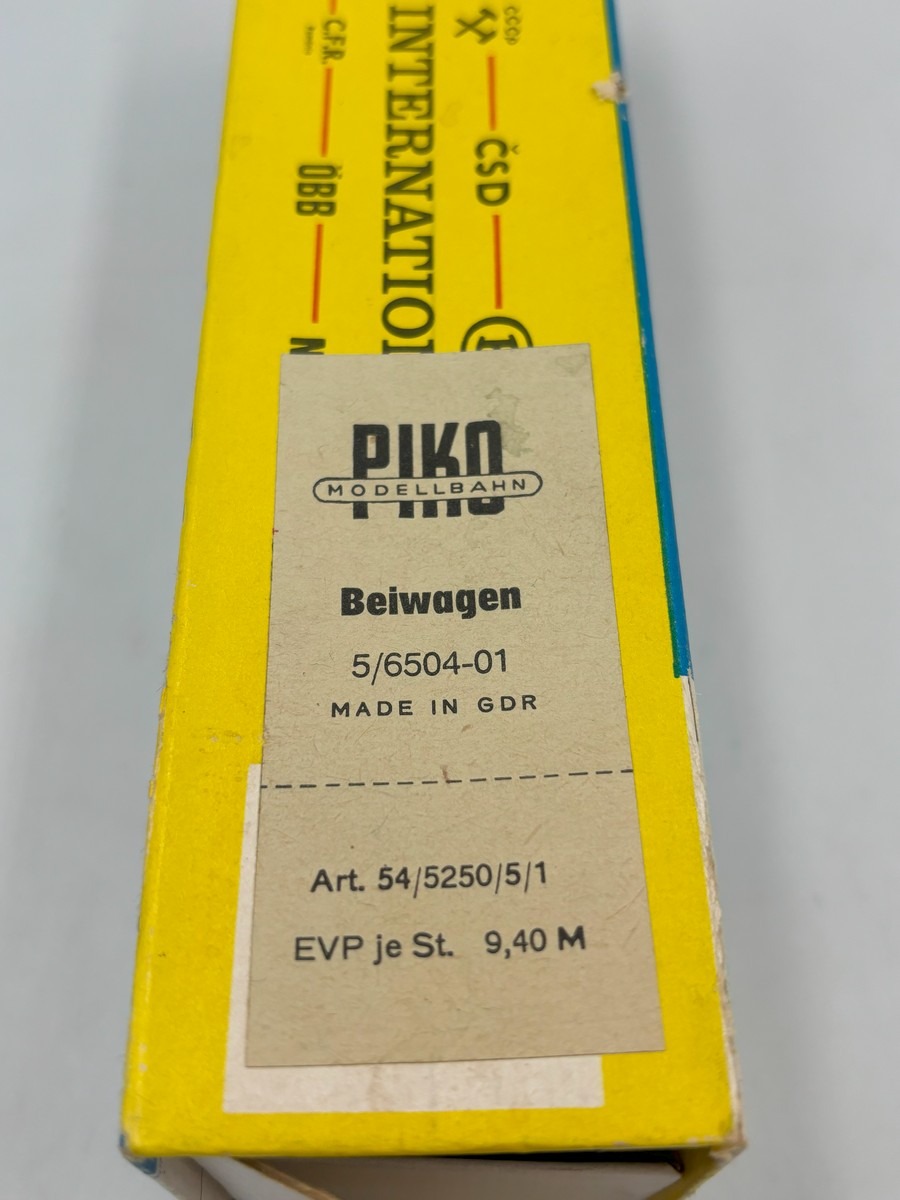 CCCP
ČSD
INTERNATIO
C.F.R.
ÖBB
PIKO
MODELLBAHN
Beiwagen
5/6504-01
MADE IN GDR
Art. 54/5250/5/1
EVP je St. 9,40 M